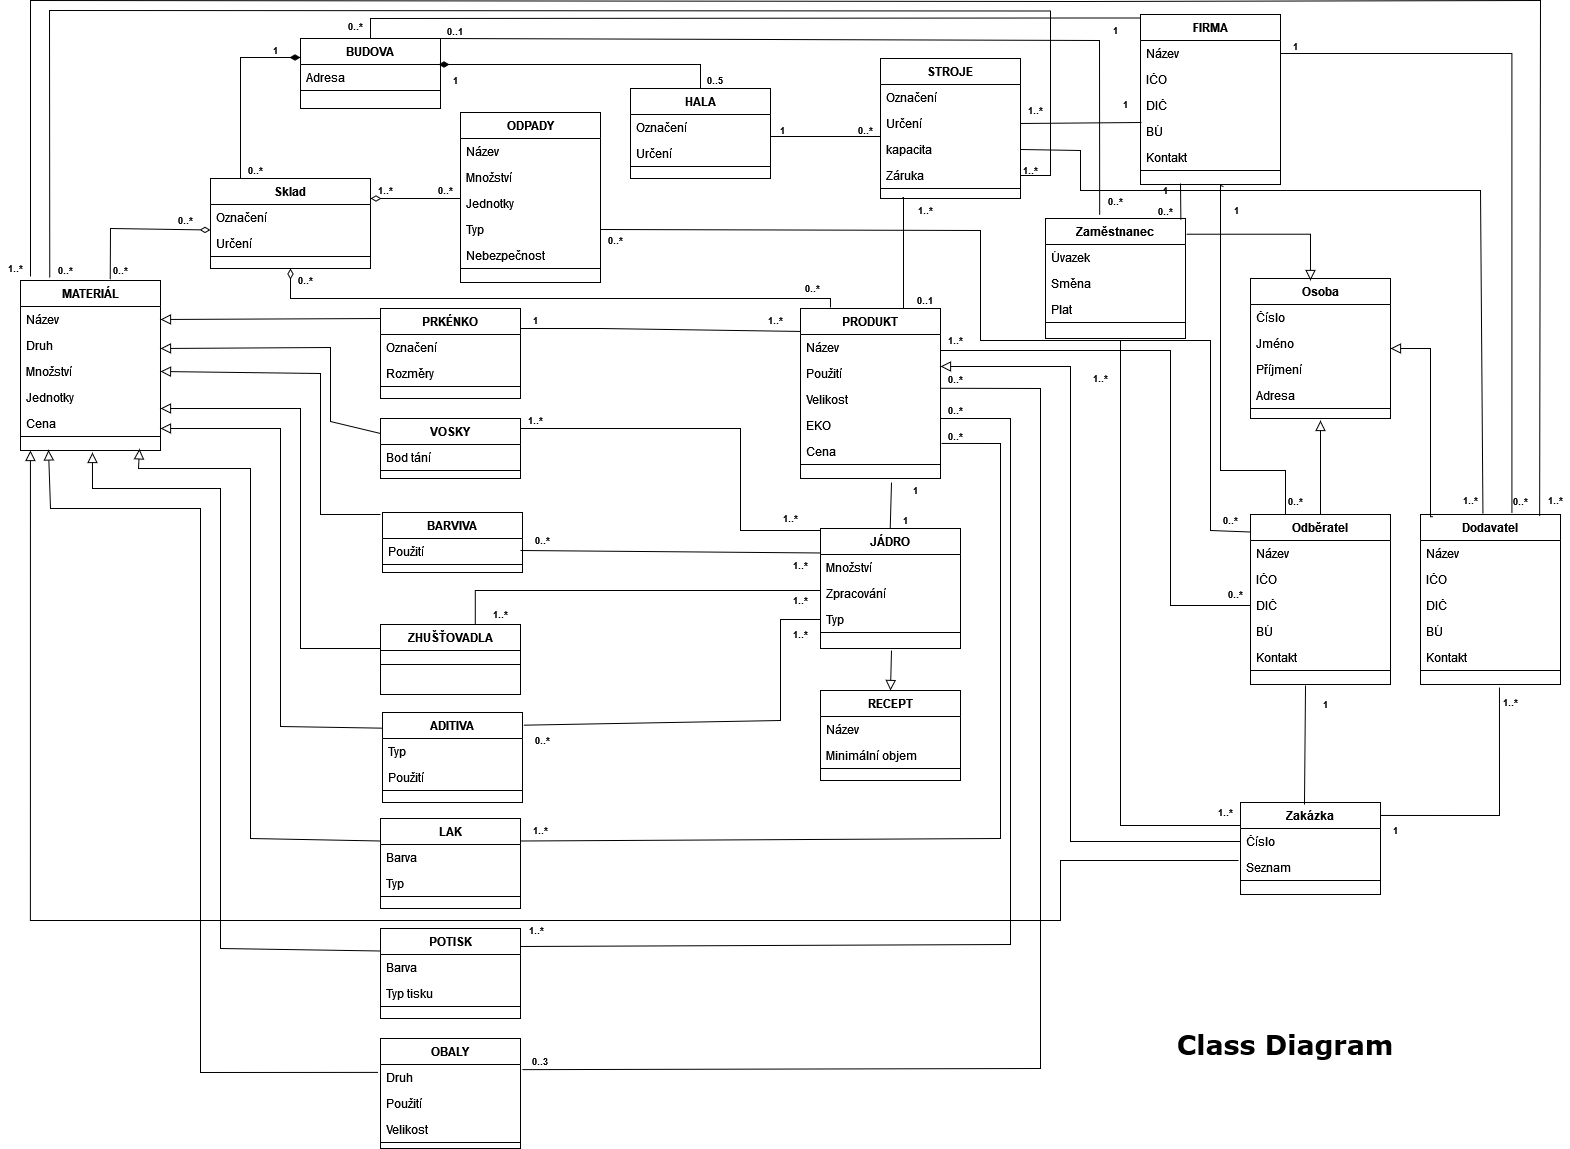 0..*
BUDOVA
Adresa
1
0..1
1
0..5
HALA
Označení
Určení
1
0..*
STROJE
Označení
Určení
kapacita
Záruka
1..*
1
1
1..*
1..*
FIRMA
Název
IČO
DIČ
BÚ
Kontakt
1
1
1
ODPADY
Název
Množství
Jednotky
Typ
Nebezpečnost
0..*
0..*
Sklad
Označení
Určení
0..*
1..*
0..*
0..*
0..*
0..*
Zaměstnanec
Úvazek
Směna
Plat
Osoba
Číslo
Jméno
Příjmení
Adresa
1..*
0..*
0..*
MATERIÁL
Název
Druh
Množství
Jednotky
Cena
0..*
0..*
0..1
PRKÉNKO
Označení
Rozměry
1
1..*
PRODUKT
Název
Použití
Velikost
EKO
Cena
1..*
0..*
0..*
0..*
1..*
VOSKY
Bod tání
1..*
1..*
1
1
BARVIVA
Použití
0..*
1..*
JÁDRO
Množství
Zpracování
Typ
1..*
1..*
ZHUŠŤOVADLA
1..*
RECEPT
Název
Minimální objem
ADITIVA
Typ
Použití
0..*
0..*
0..*
0..*
Odběratel
Název
IČO
DIČ
BÚ
Kontakt
1
1..*
0..*
1..*
Dodavatel
Název
IČO
DIČ
BÚ
Kontakt
1..*
1..*
Zakázka
Číslo
Seznam
1
LAK
Barva
Typ
1..*
POTISK
Barva
Typ tisku
1..*
OBALY
Druh
Použití
Velikost
0..3
Class Diagram